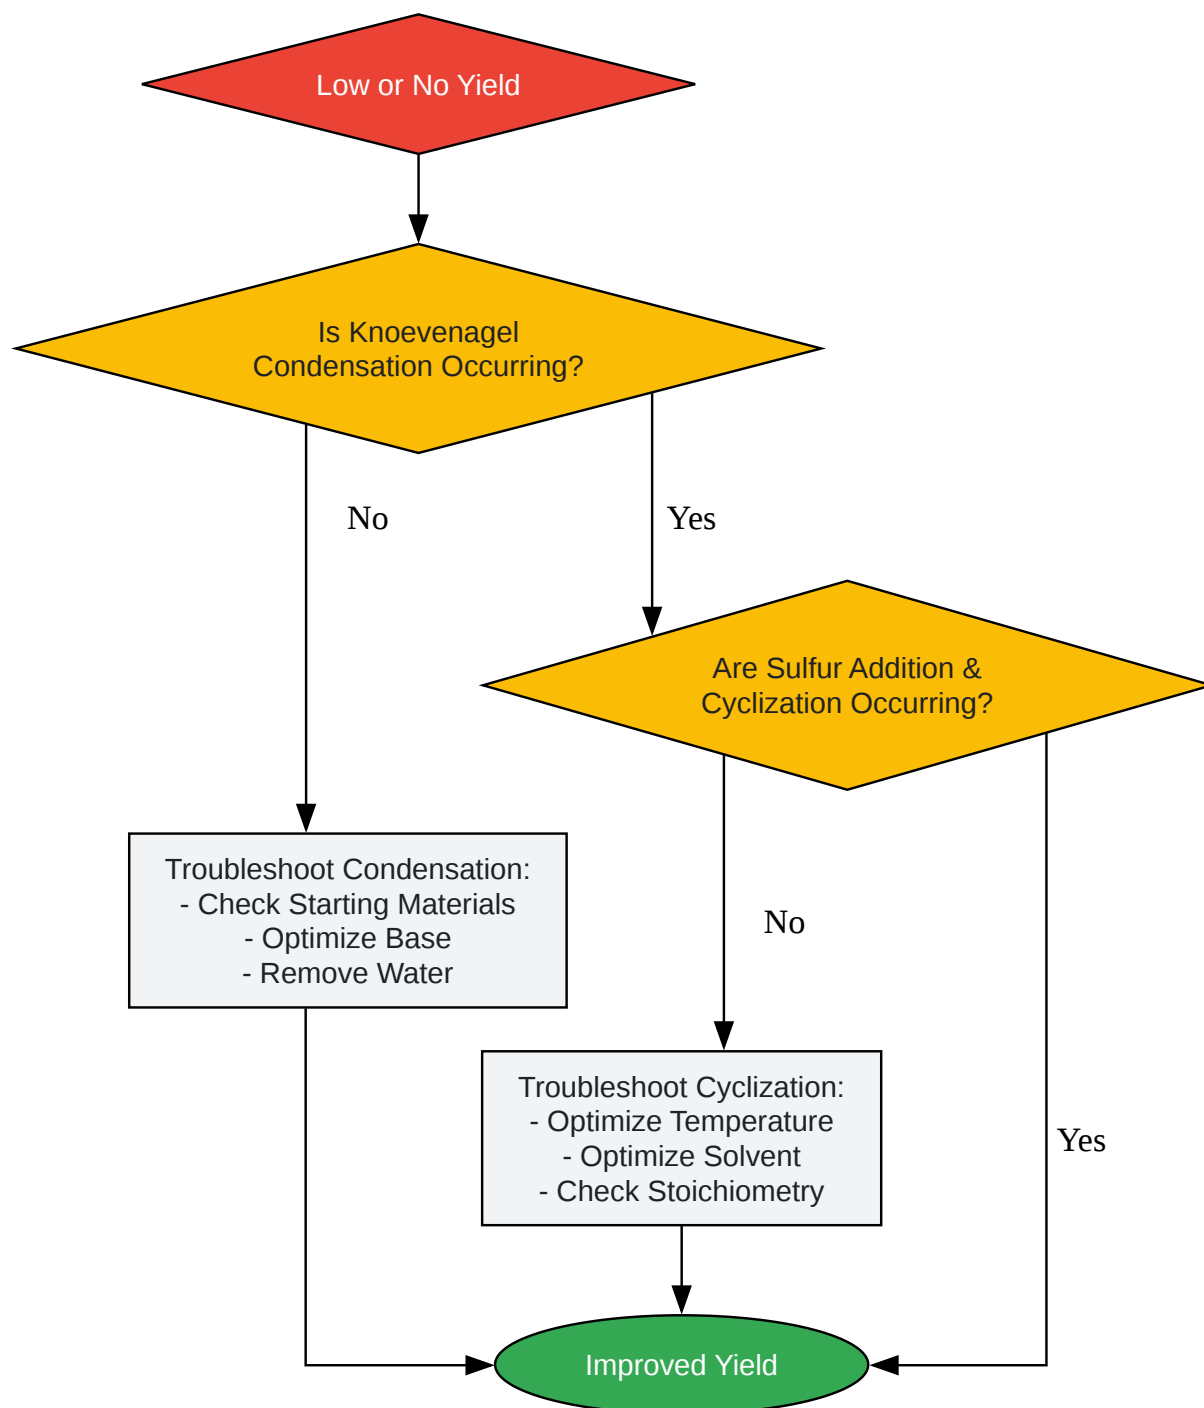 Low or No Yield
Is Knoevenagel
Condensation Occurring?
No
Yes
Are Sulfur Addition &
Cyclization Occurring?
Troubleshoot Condensation:
- Check Starting Materials
- Optimize Base
- Remove Water
No
Troubleshoot Cyclization:
- Optimize Temperature
- Optimize Solvent
- Check Stoichiometry
Yes
Improved Yield